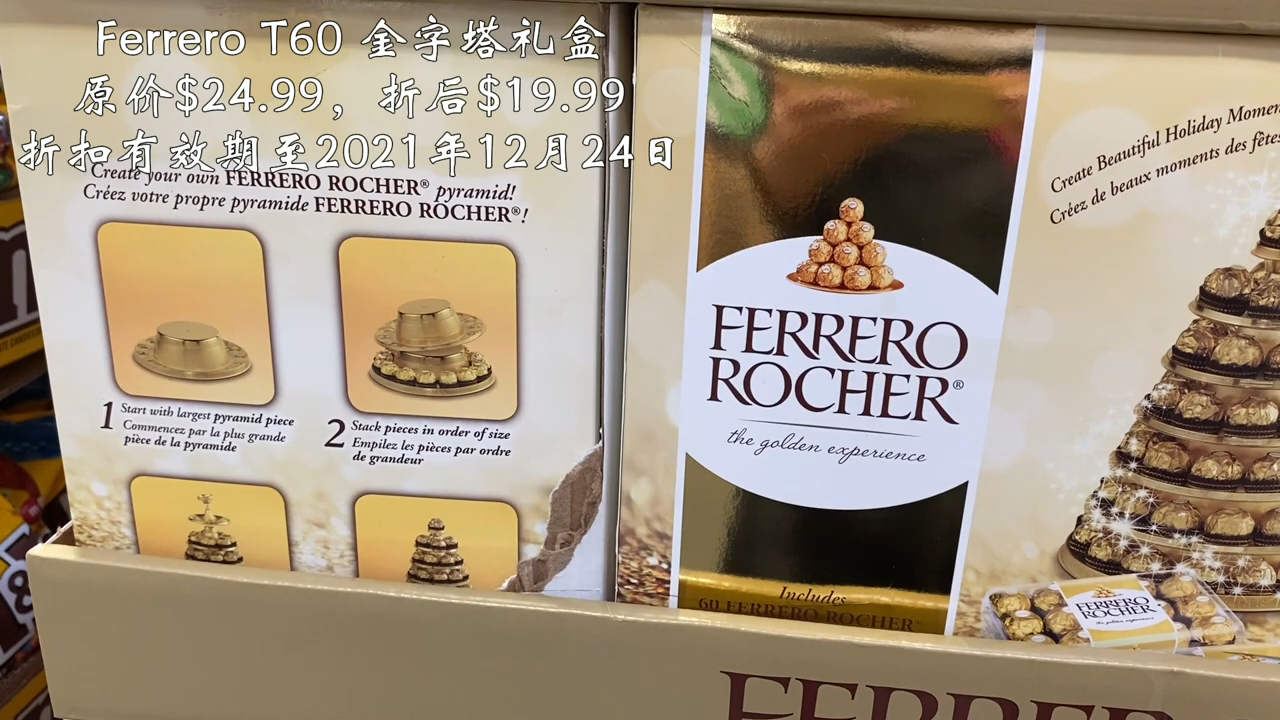 Ferrero T60 金字塔礼盒
原价$24.99，折后$19.99
折扣有效期至2021年12月24日
Create your own FERRERO ROCHER® pyramid!
Créez votre propre pyramide FERRERO ROCHER®!
1 Start with largest pyramid piece
Commencez par la plus grande
pièce de la pyramide
2 Stack pieces in order of size
Empilez les pièces par ordre
de grandeur
FERRERO
ROCHER®
the golden experience
Includes
60 FERRERO ROCHER
Create Beautiful Holiday
Créez de beaux moments des fêtes
FERRERO
ROCHER
the golden experience